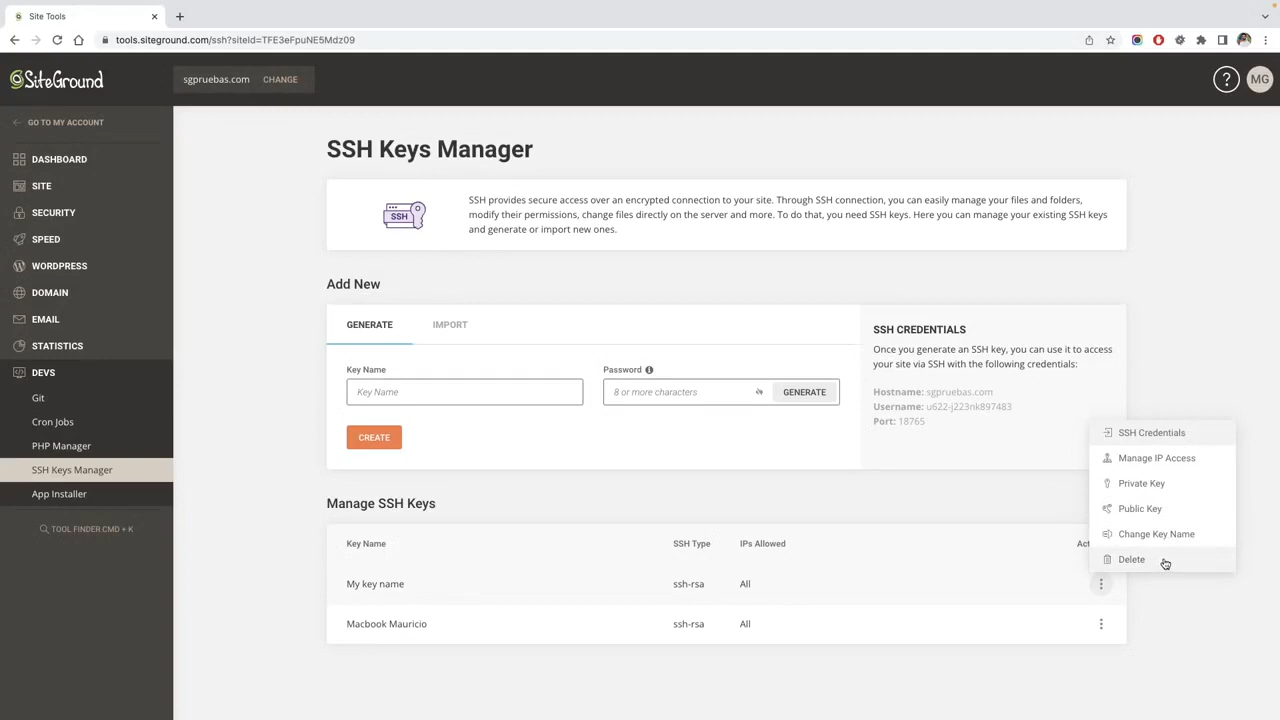 Site Tools
tools.siteground.com/ssh?siteId=TFE3eFpuNE5Mdz09
SiteGround
sgpruebas.com CHANGE
? MG
GO TO MY ACCOUNT
DASHBOARD
SITE
SECURITY
SPEED
WORDPRESS
DOMAIN
EMAIL
STATISTICS
DEVS
Git
Cron Jobs
PHP Manager
SSH Keys Manager
App Installer
TOOL FINDER CMD + K
SSH Keys Manager
SSH
SSH provides secure access over an encrypted connection to your site. Through SSH connection, you can easily manage your files and folders,
modify their permissions, change files directly on the server and more. To do that, you need SSH keys. Here you can manage your existing SSH keys
and generate or import new ones.
Add New
GENERATE IMPORT
Key Name Password
Key Name 8 or more characters GENERATE
CREATE
SSH CREDENTIALS
Once you generate an SSH key, you can use it to access
your site via SSH with the following credentials:
Hostname: sgpruebas.com
Username: u622-j223nk897483
Port: 18765
SSH Credentials
Manage IP Access
Private Key
Public Key
Change Key Name
Delete
Manage SSH Keys
Key Name SSH Type IPs Allowed Act
My key name ssh-rsa All
Macbook Mauricio ssh-rsa All